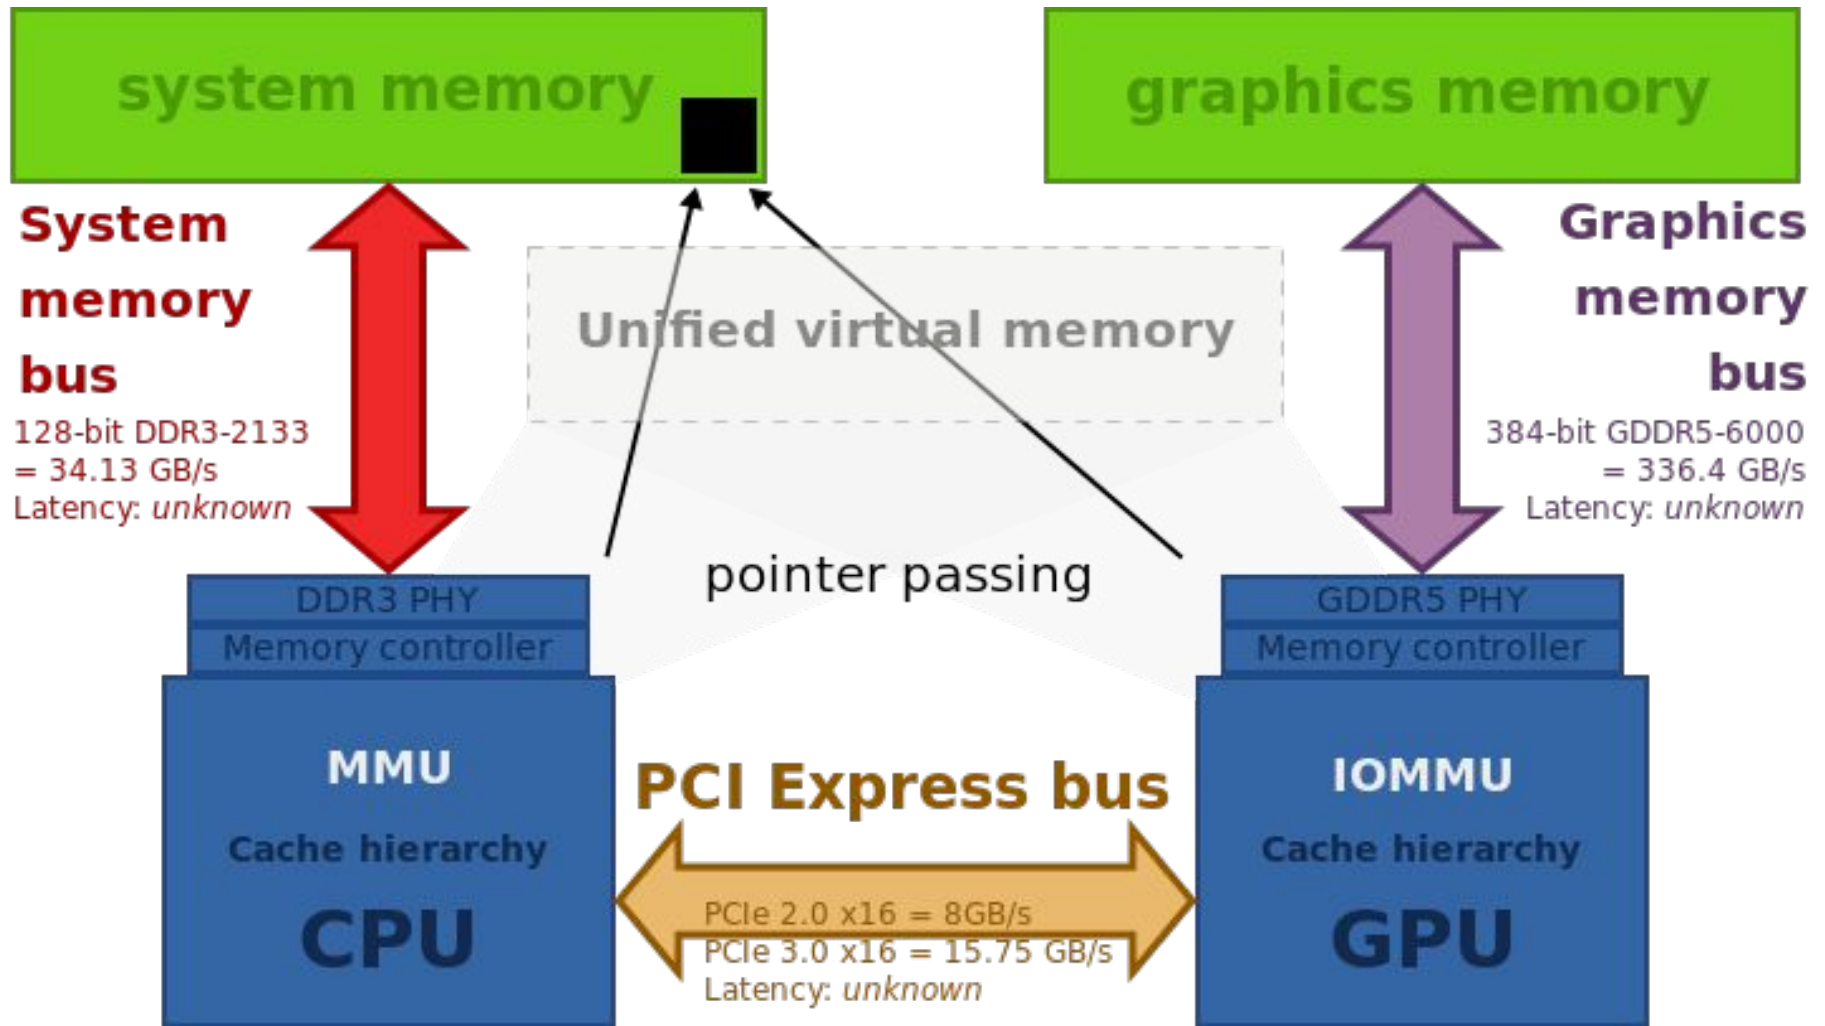 system memory
graphics memory
System
memory
bus
128-bit DDR3-2133
= 34.13 GB/s
Latency: unknown
Unified virtual memory
Graphics
memory
bus
384-bit GDDR5-6000
= 336.4 GB/s
Latency: unknown
pointer passing
DDR3 PHY
Memory controller
MMU
Cache hierarchy
CPU
GDDR5 PHY
Memory controller
IOMMU
Cache hierarchy
GPU
PCI Express bus
PCIe 2.0 x16 = 8GB/s
PCIe 3.0 x16 = 15.75 GB/s
Latency: unknown